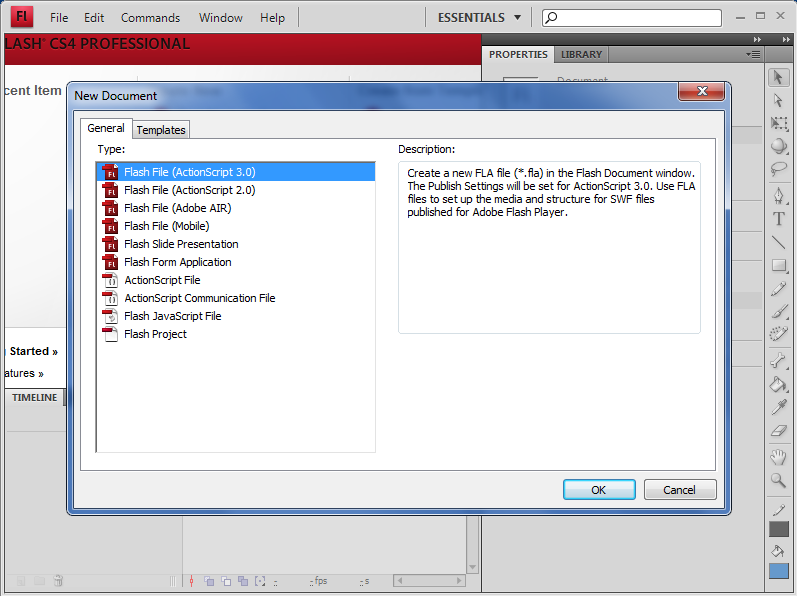 Fl File Edit Commands Window Help ESSENTIALS
LASH CS4 PROFESSIONAL
PROPERTIES LIBRARY
cent Item
Document
New Document
General Templates
Type:
Flash File (ActionScript 3.0)
Flash File (ActionScript 2.0)
Flash File (Adobe AIR)
Flash File (Mobile)
Flash Slide Presentation
Flash Form Application
ActionScript File
ActionScript Communication File
Flash JavaScript File
Flash Project
Description:
Create a new FLA file (*.fla) in the Flash Document window.
The Publish Settings will be set for ActionScript 3.0. Use FLA
files to set up the media and structure for SWF files
published for Adobe Flash Player.
OK Cancel
Started »
atures »
TIMELINE
fps s